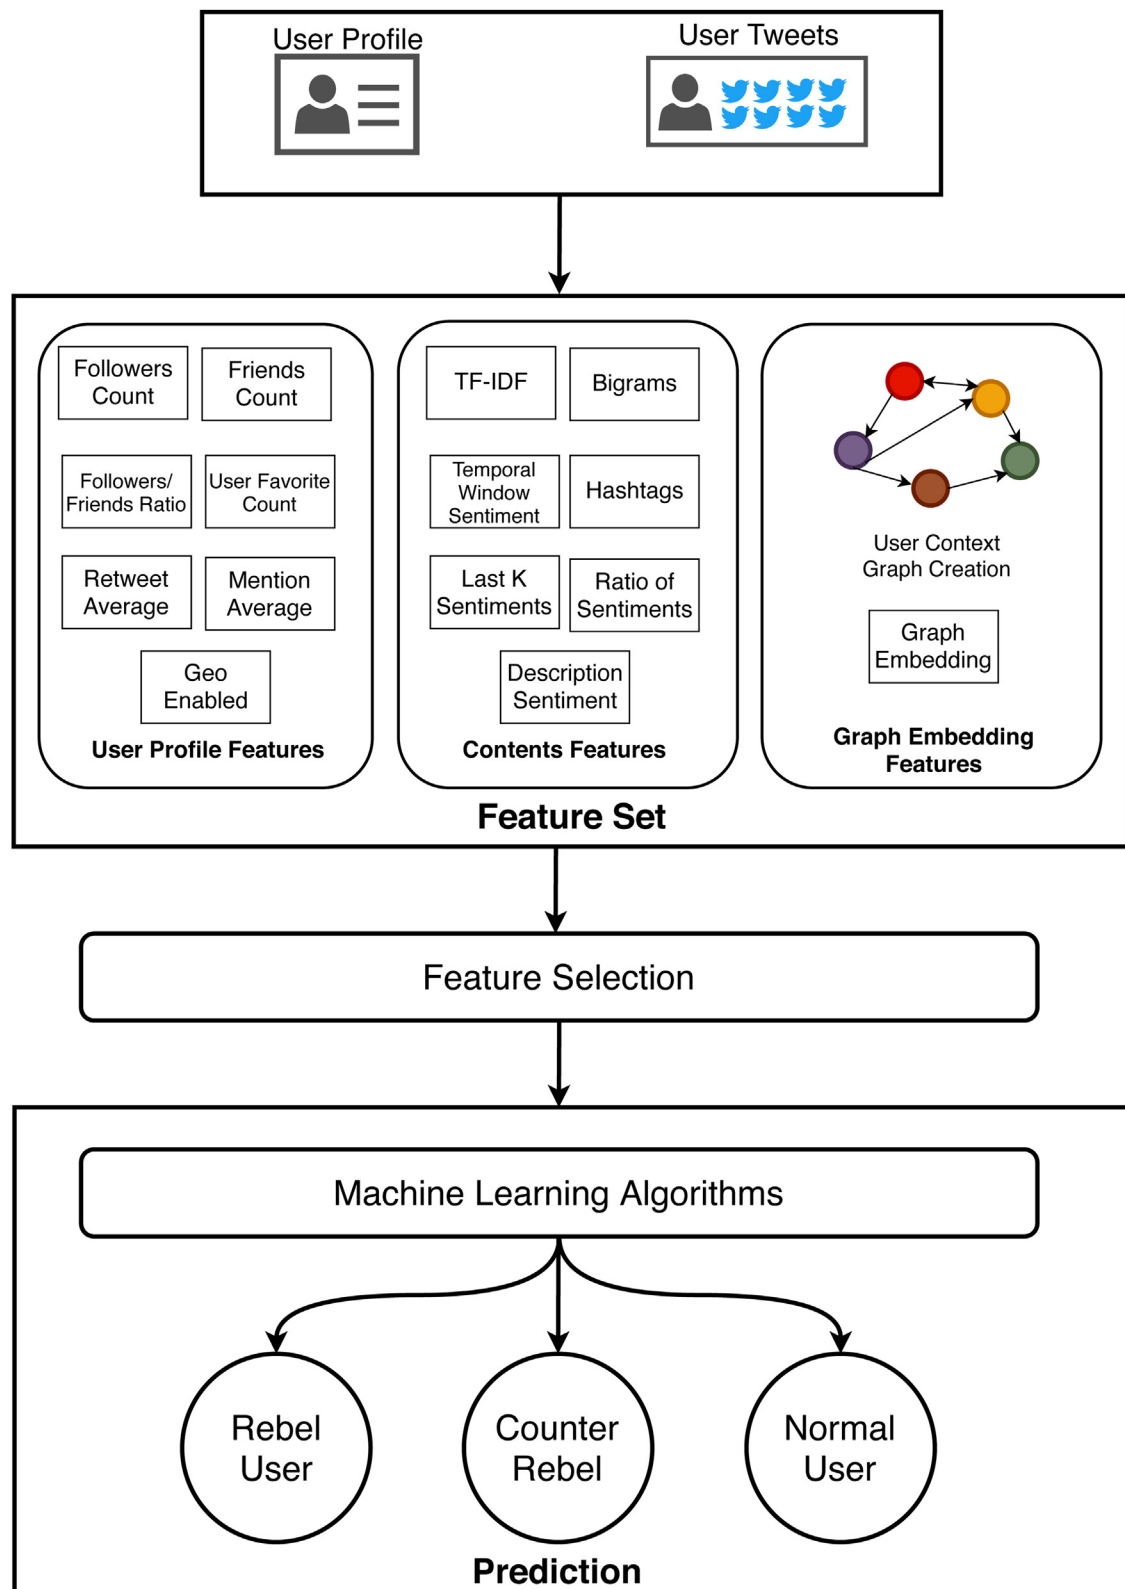 User Profile
User Tweets
Followers
Count
Friends
Count
Followers/
Friends Ratio
User Favorite
Count
Retweet
Average
Mention
Average
Geo
Enabled
User Profile Features
TF-IDF
Bigrams
Temporal
Window
Sentiment
Hashtags
Last K
Sentiments
Ratio of
Sentiments
Description
Sentiment
Contents Features
User Context
Graph Creation
Graph
Embedding
Graph Embedding
Features
Feature Set
Feature Selection
Machine Learning Algorithms
Rebel
User
Counter
Rebel
Normal
User
Prediction